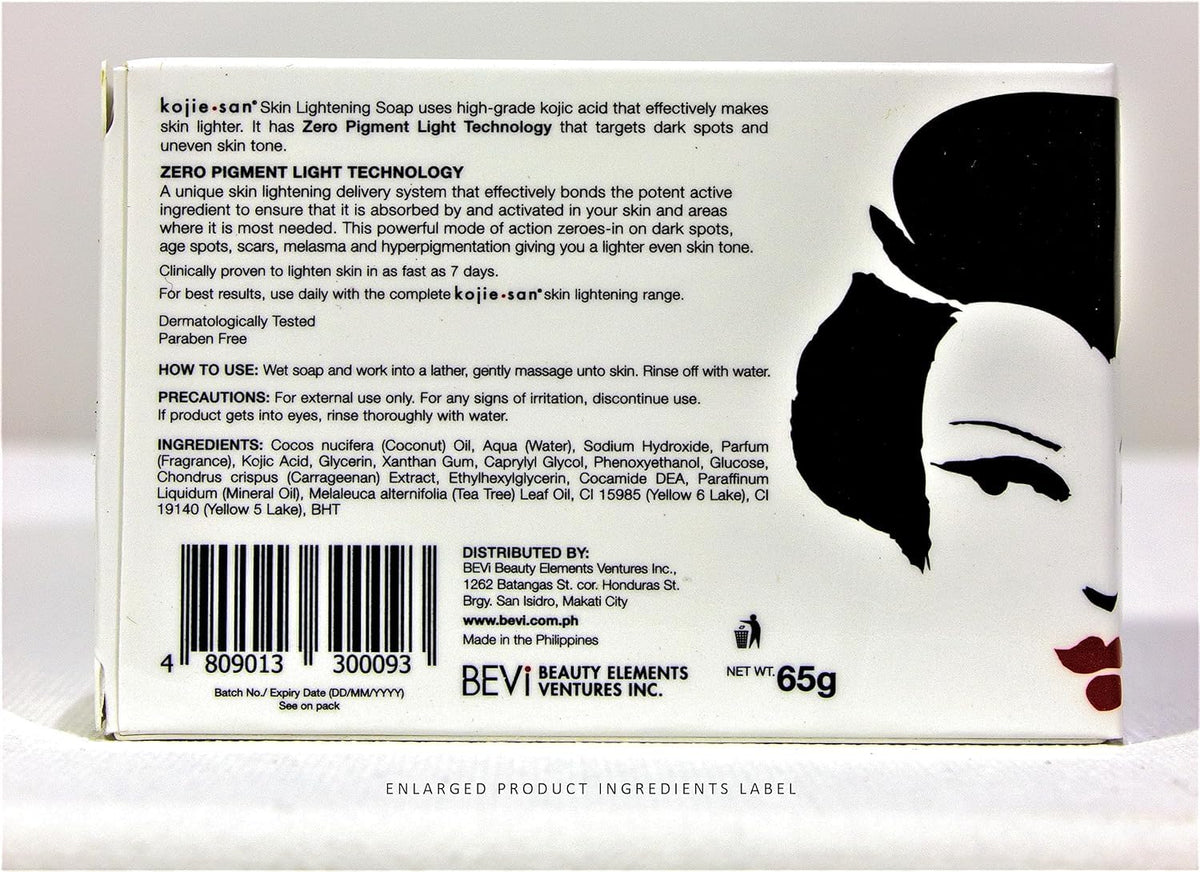 kojie•san® Skin Lightening Soap uses high-grade kojic acid that effectively makes
skin lighter. It has Zero Pigment Light Technology that targets dark spots and
uneven skin tone.
ZERO PIGMENT LIGHT TECHNOLOGY
A unique skin lightening delivery system that effectively bonds the potent active
ingredient to ensure that it is absorbed by and activated in your skin and areas
where it is most needed. This powerful mode of action zeroes-in on dark spots,
age spots, scars, melasma and hyperpigmentation giving you a lighter even skin tone.
Clinically proven to lighten skin in as fast as 7 days.
For best results, use daily with the complete kojie•san® skin lightening range.
Dermatologically Tested
Paraben Free
HOW TO USE: Wet soap and work into a lather, gently massage unto skin. Rinse off with water.
PRECAUTIONS: For external use only. For any signs of irritation, discontinue use.
If product gets into eyes, rinse thoroughly with water.
INGREDIENTS: Cocos nucifera (Coconut) Oil, Aqua (Water), Sodium Hydroxide, Parfum
(Fragrance), Kojic Acid, Glycerin, Xanthan Gum, Caprylyl Glycol, Phenoxyethanol, Glucose,
Chondrus crispus (Carrageenan) Extract, Ethylhexylglycerin, Cocamide DEA, Paraffinum
Liquidum (Mineral Oil), Melaleuca alternifolia (Tea Tree) Leaf Oil, CI 15985 (Yellow 6 Lake), CI
19140 (Yellow 5 Lake), BHT
4 809013 300093
Batch No./ Expiry Date (DD/MM/YYYY)
See on pack
DISTRIBUTED BY:
BEVi Beauty Elements Ventures Inc.,
1262 Batangas St. cor. Honduras St.
Brgy. San Isidro, Makati City
www.bevi.com.ph
Made in the Philippines
BEVi BEAUTY ELEMENTS
VENTURES INC.
NET WT. 65g
ENLARGED PRODUCT INGREDIENTS LABEL